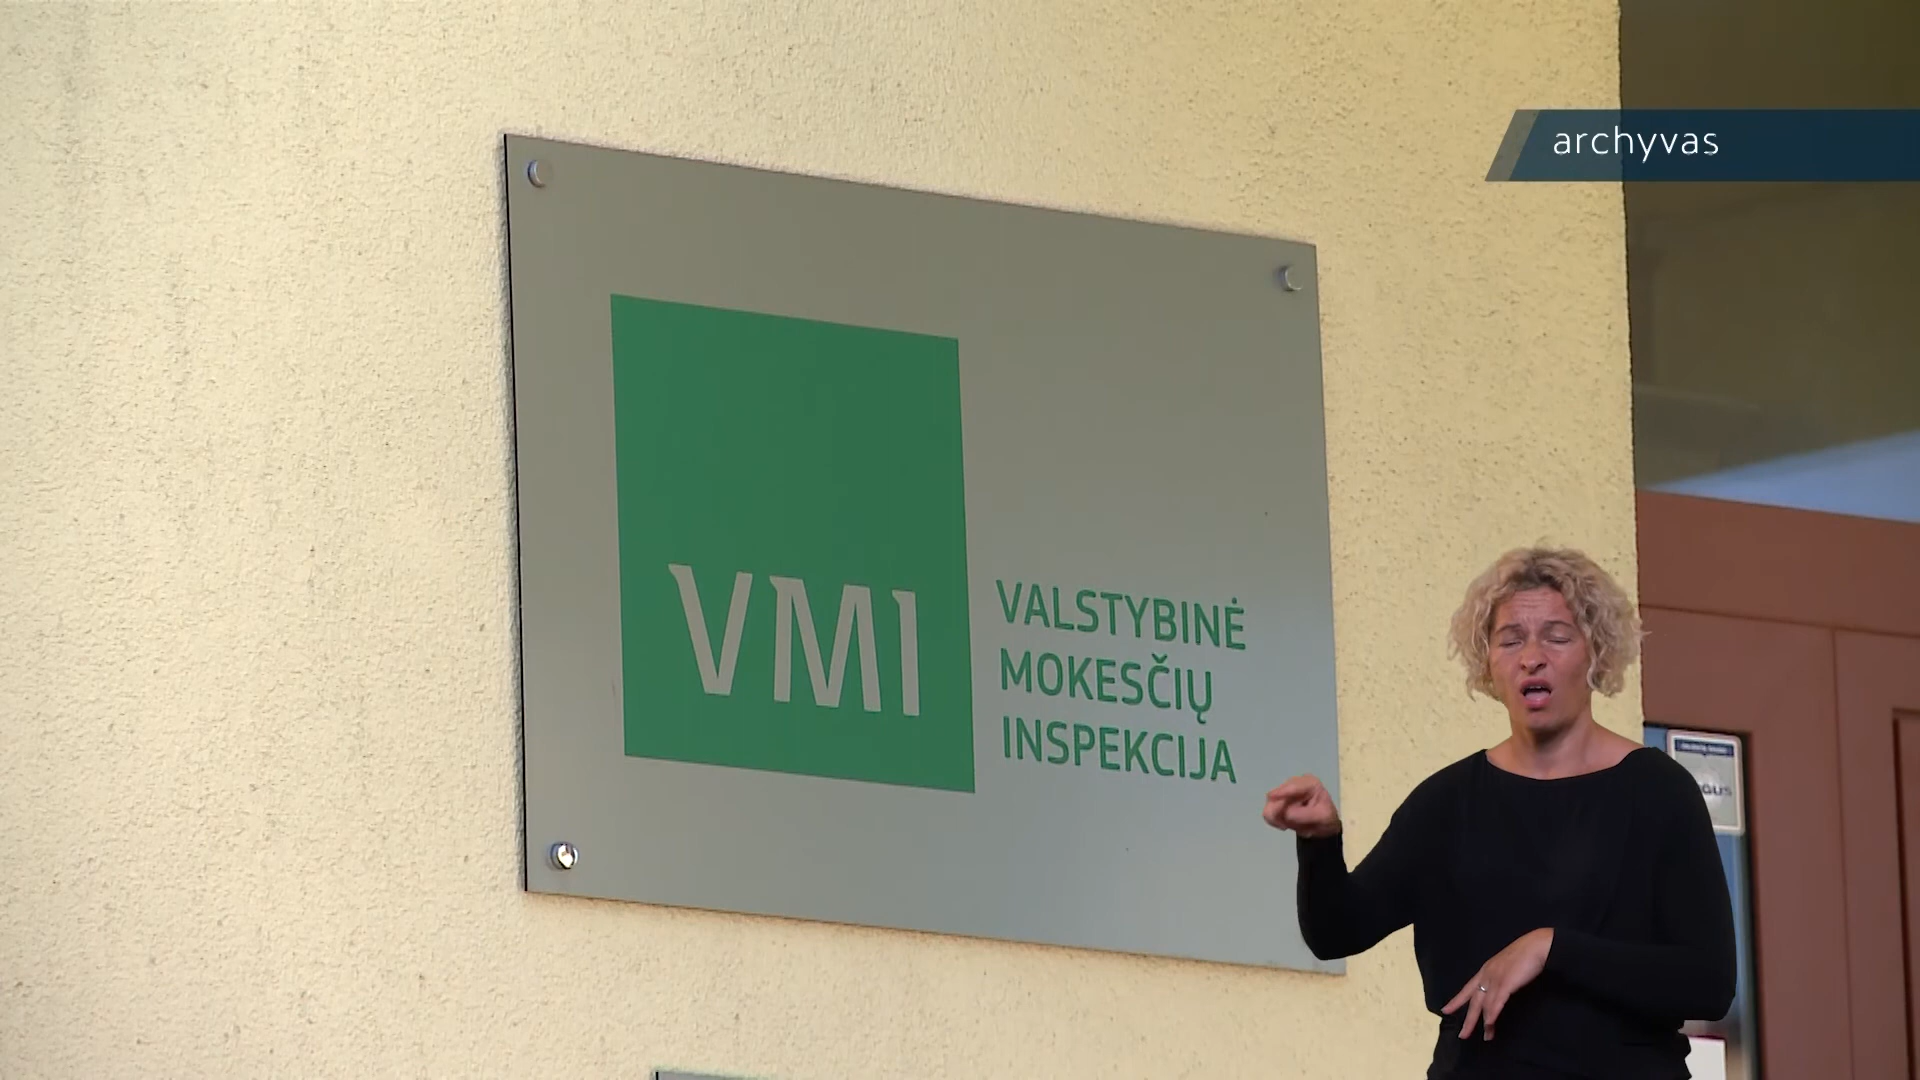 archyvas
VMI
VALSTYBINĖ
MOKESČIŲ
INSPEKCIJA